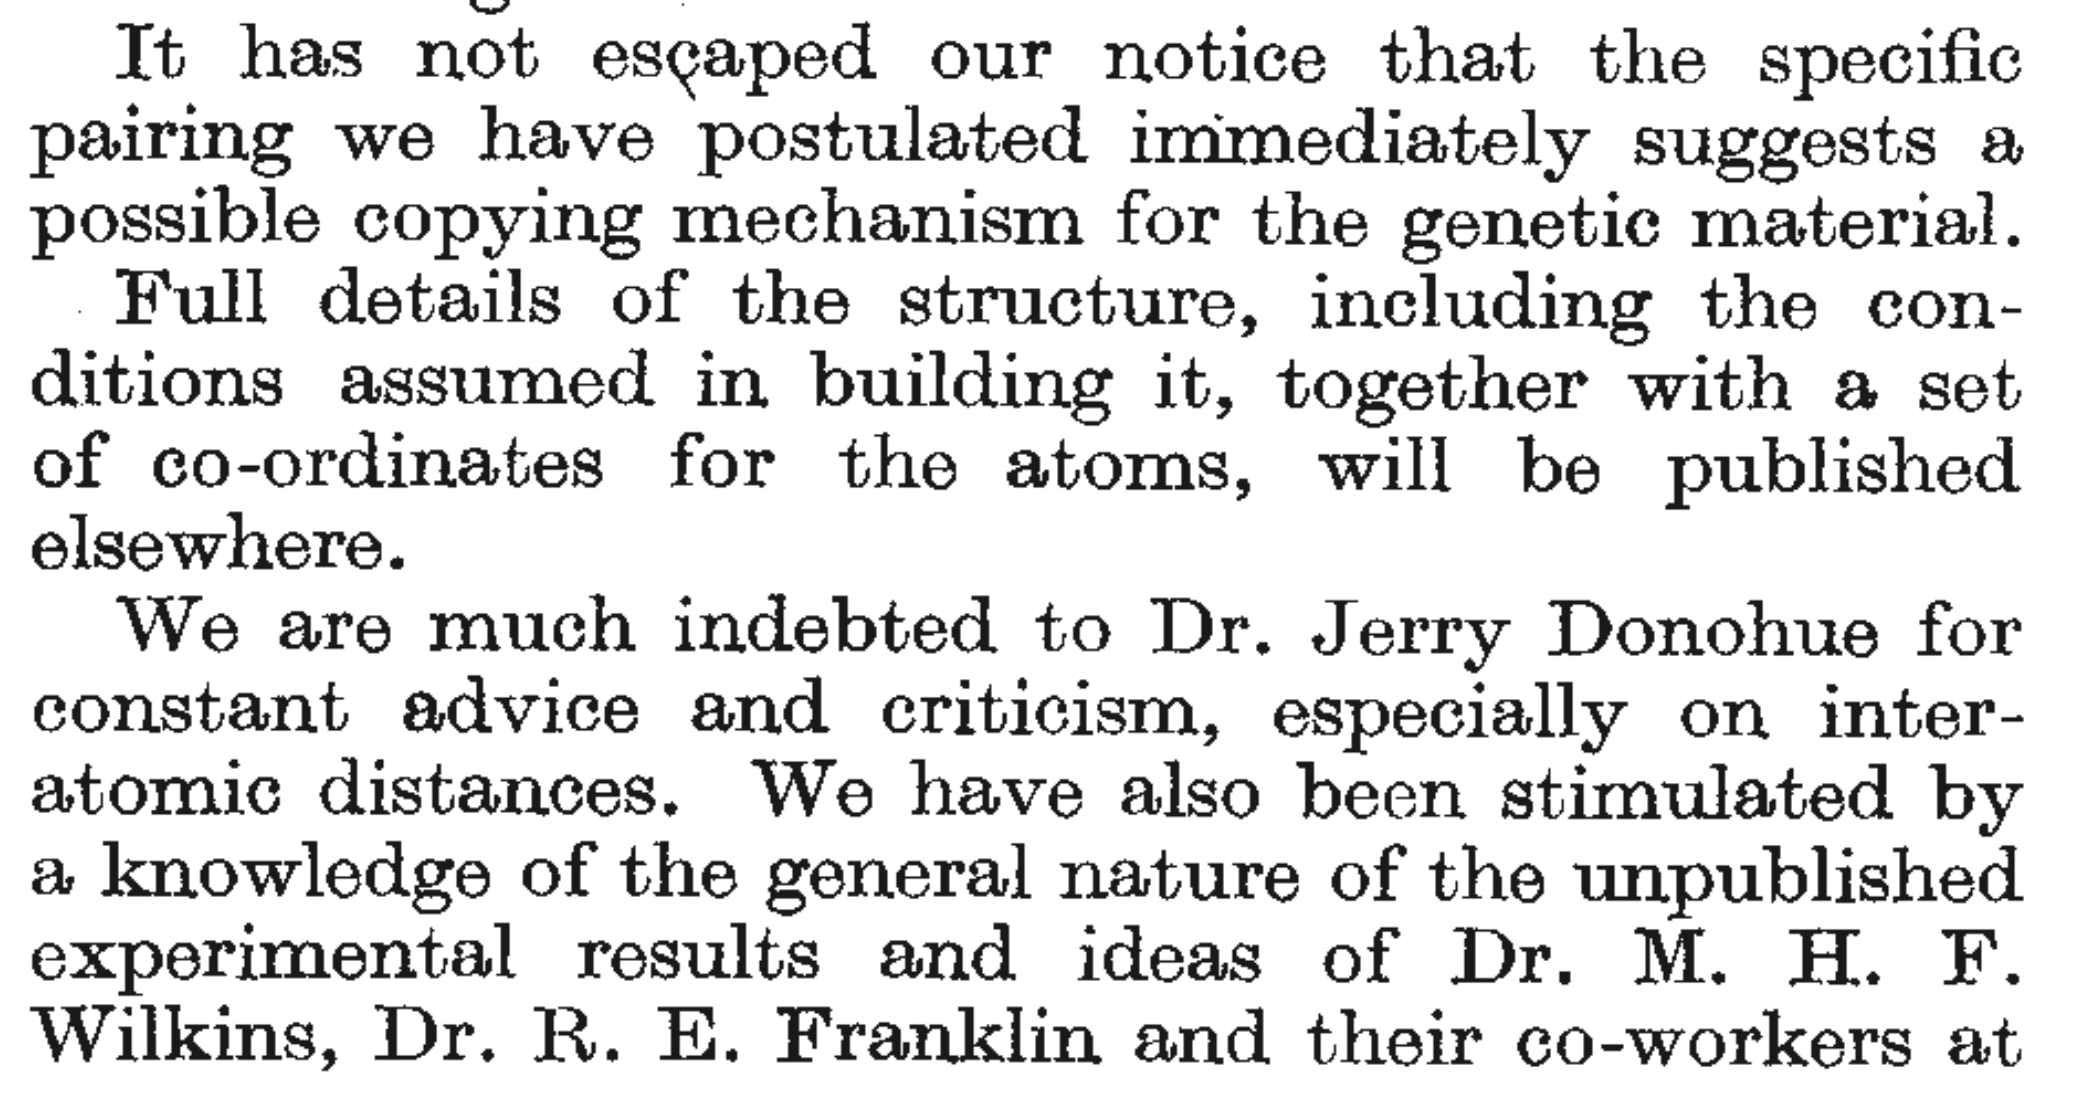 It has not escaped our notice that the specific
pairing we have postulated immediately suggests a
possible copying mechanism for the genetic material.
Full details of the structure, including the con-
ditions assumed in building it, together with a set
of co-ordinates for the atoms, will be published
elsewhere.
We are much indebted to Dr. Jerry Donohue for
constant advice and criticism, especially on inter-
atomic distances. We have also been stimulated by
a knowledge of the general nature of the unpublished
experimental results and ideas of Dr. M. H. F.
Wilkins, Dr. R. E. Franklin and their co-workers at